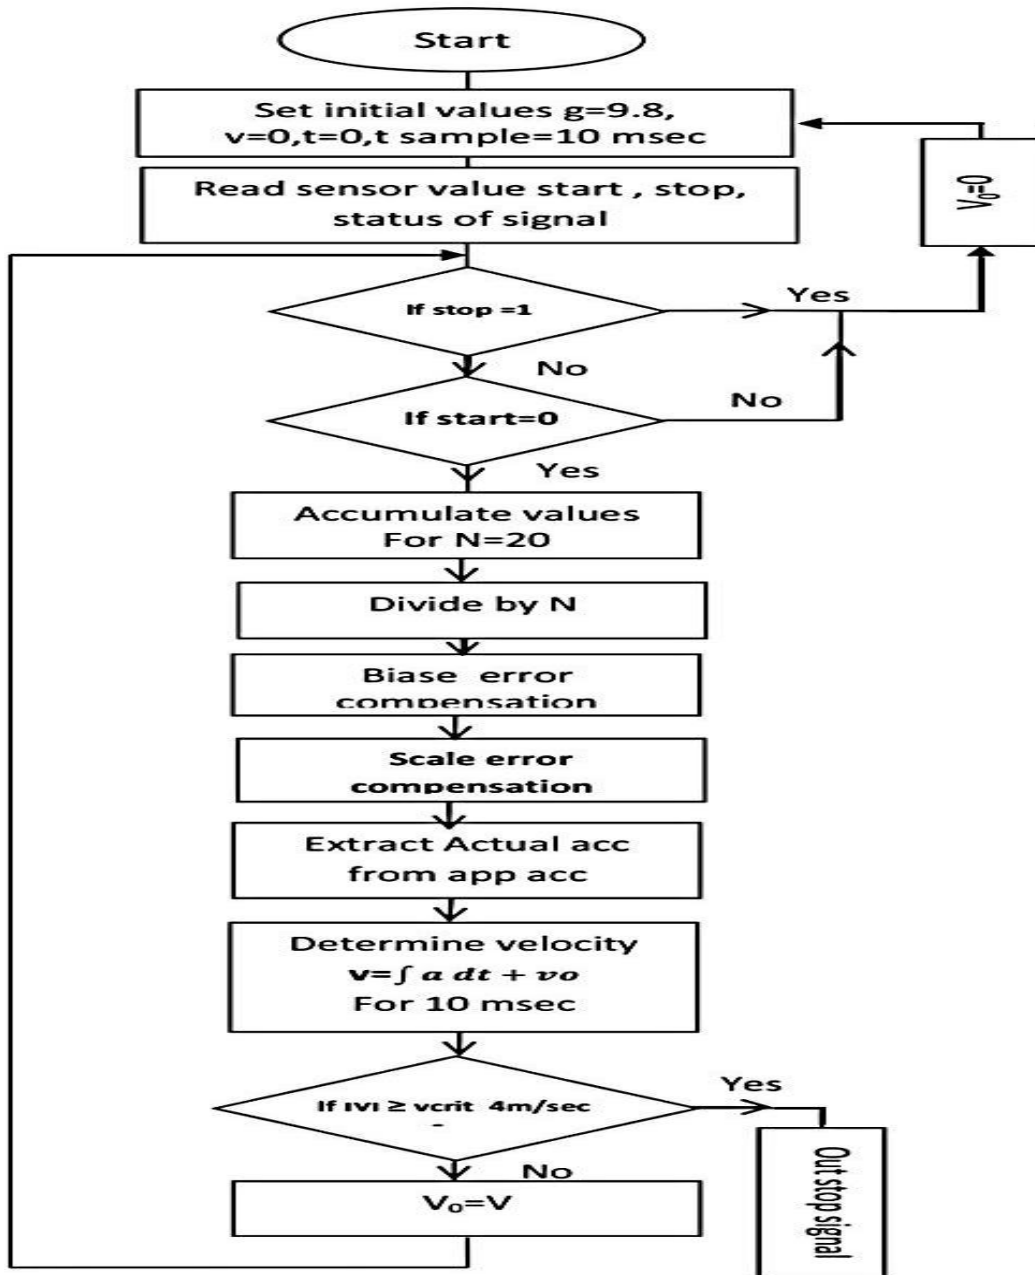 Start
Set initial values g=9.8,
v=0,t=0,t sample=10 msec
V₀=0
Read sensor value start , stop,
status of signal
If stop =1
Yes
No
If start=0
No
Yes
Accumulate values
For N=20
Divide by N
Biase error
compensation
Scale error
compensation
Extract Actual acc
from app acc
Determine velocity
v=∫ a dt + vo
For 10 msec
If IVI ≥ vcrit 4m/sec
Yes
No
Out stop signal
V₀=V